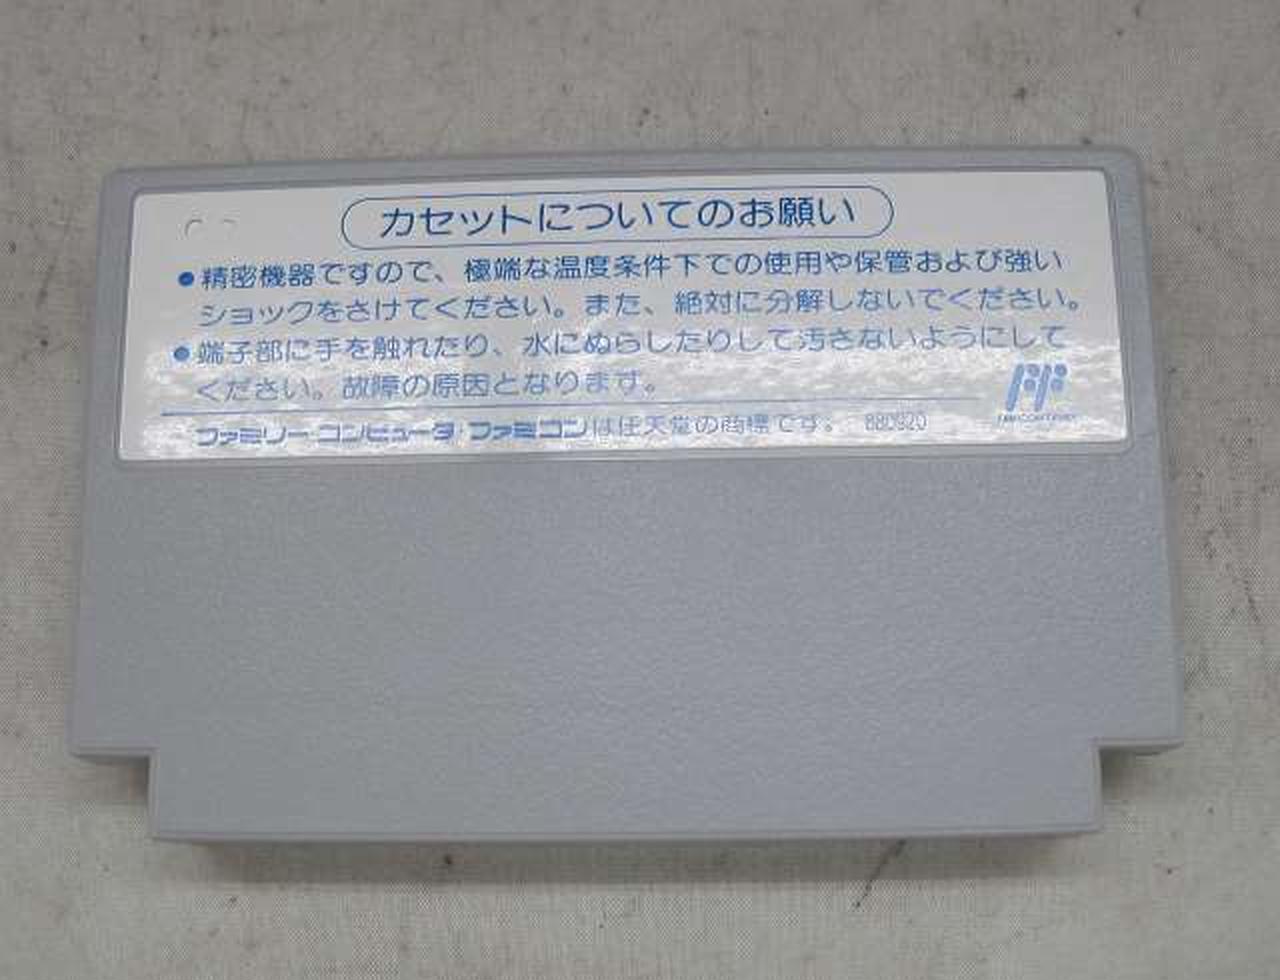 カセットについてのお願い
●精密機器ですので、極端な温度条件下での使用や保管および強い
ショックをさけてください。また、絶対に分解しないでください。
●端子部に手を触れたり、水にぬらしたりして汚さないようにして
ください。故障の原因となります。
ファミリーコンピュータ・ファミコンは任天堂の商標です。 880920